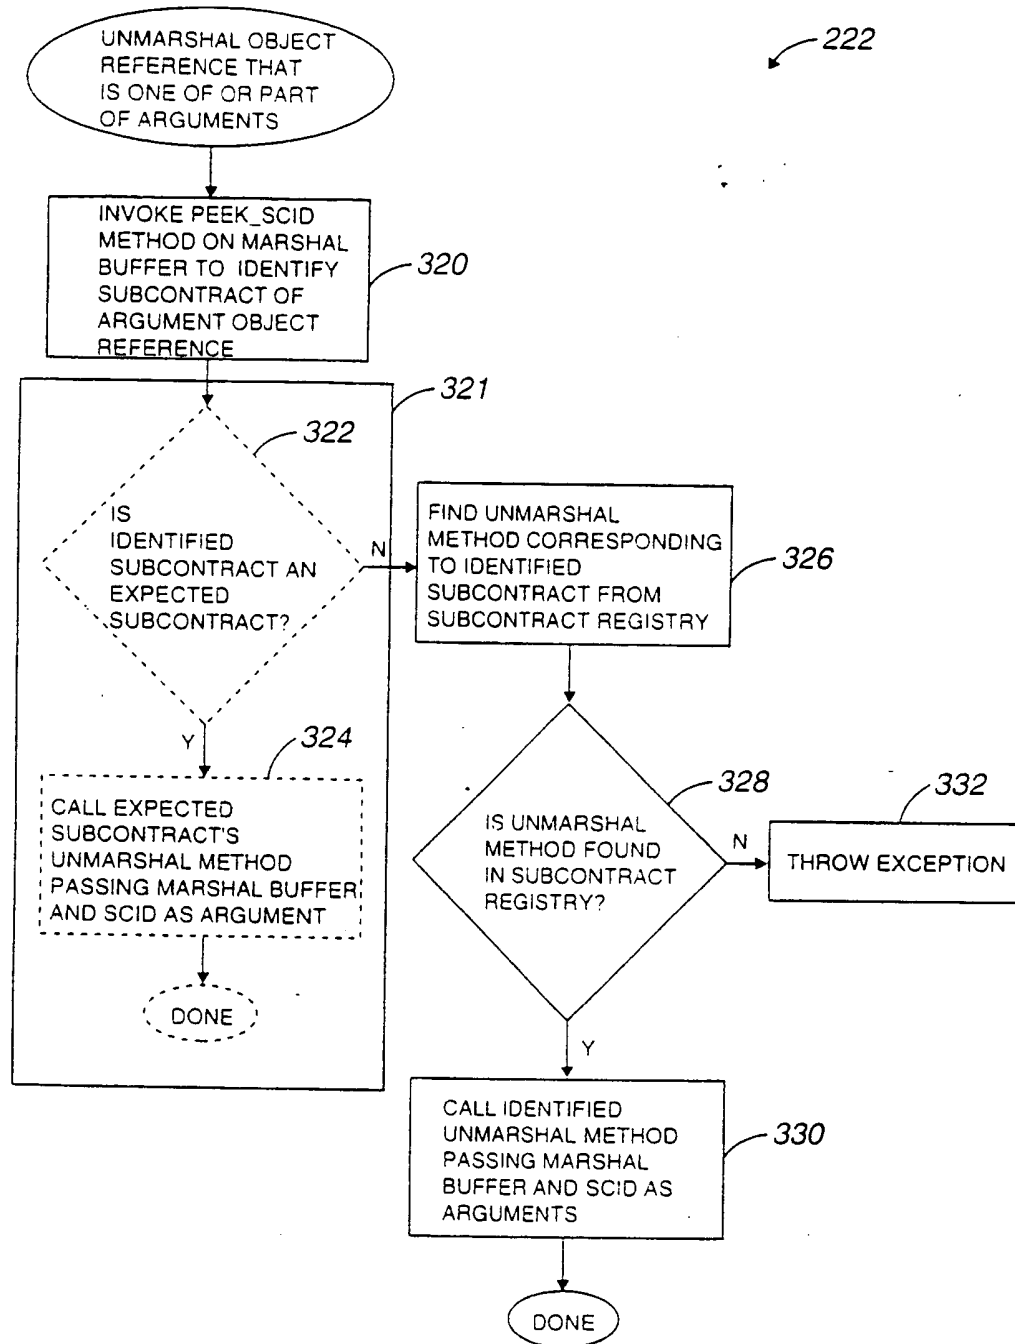 UNMARSHAL OBJECT
REFERENCE THAT
IS ONE OF OR PART
OF ARGUMENTS
222
INVOKE PEEK_SCID
METHOD ON MARSHAL
BUFFER TO IDENTIFY
SUBCONTRACT OF
ARGUMENT OBJECT
REFERENCE
320
321
322
IS
IDENTIFIED
SUBCONTRACT AN
EXPECTED
SUBCONTRACT?
N
Y
FIND UNMARSHAL
METHOD CORRESPONDING
TO IDENTIFIED
SUBCONTRACT FROM
SUBCONTRACT REGISTRY
326
324
CALL EXPECTED
SUBCONTRACT'S
UNMARSHAL METHOD
PASSING MARSHAL BUFFER
AND SCID AS ARGUMENT
DONE
328
IS UNMARSHAL
METHOD FOUND
IN SUBCONTRACT
REGISTRY?
N
Y
332
THROW EXCEPTION
CALL IDENTIFIED
UNMARSHAL METHOD
PASSING MARSHAL
BUFFER AND SCID AS
ARGUMENTS
330
DONE